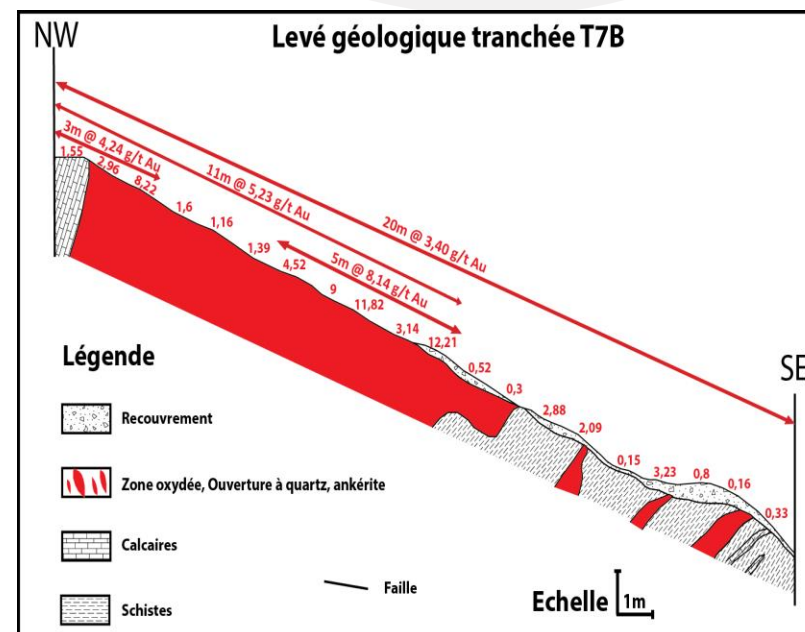 NW
Levé géologique tranchée T7B
3m @ 4,24 g/t Au
11m @ 5,23 g/t Au
20m @ 3,40 g/t Au
5m @ 8,14 g/t Au
1,55
2,96
8,22
1,6
1,16
1,39
4,52
9
11,82
3,14
12,21
0,52
0,3
2,88
2,09
0,15
3,23
0,8
0,16
0,33
SE
Légende
Recouvrement
Zone oxydée, Ouverture à quartz, ankérite
Calcaires
Schistes
Faille
Echelle 1m